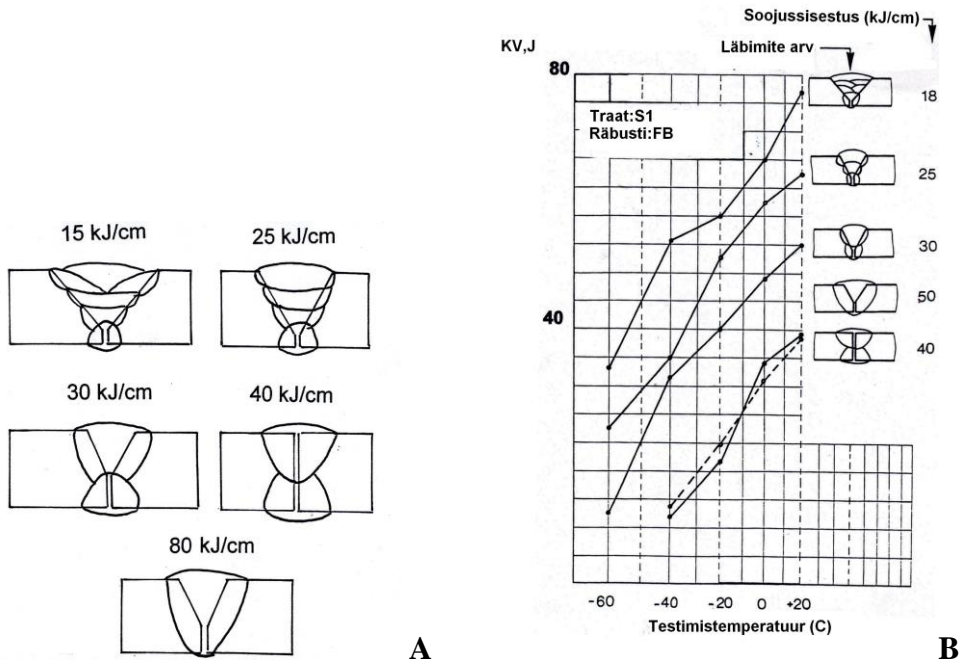 15 kJ/cm
25 kJ/cm
30 kJ/cm
40 kJ/cm
80 kJ/cm
A
Soojussisestus (kJ/cm)
KV,J
Läbimite arv
80
Traat:S1
Räbusti:FB
18
25
30
50
40
40
-60
-40
-20
0
+20
Testimistemperatuur (C)
B